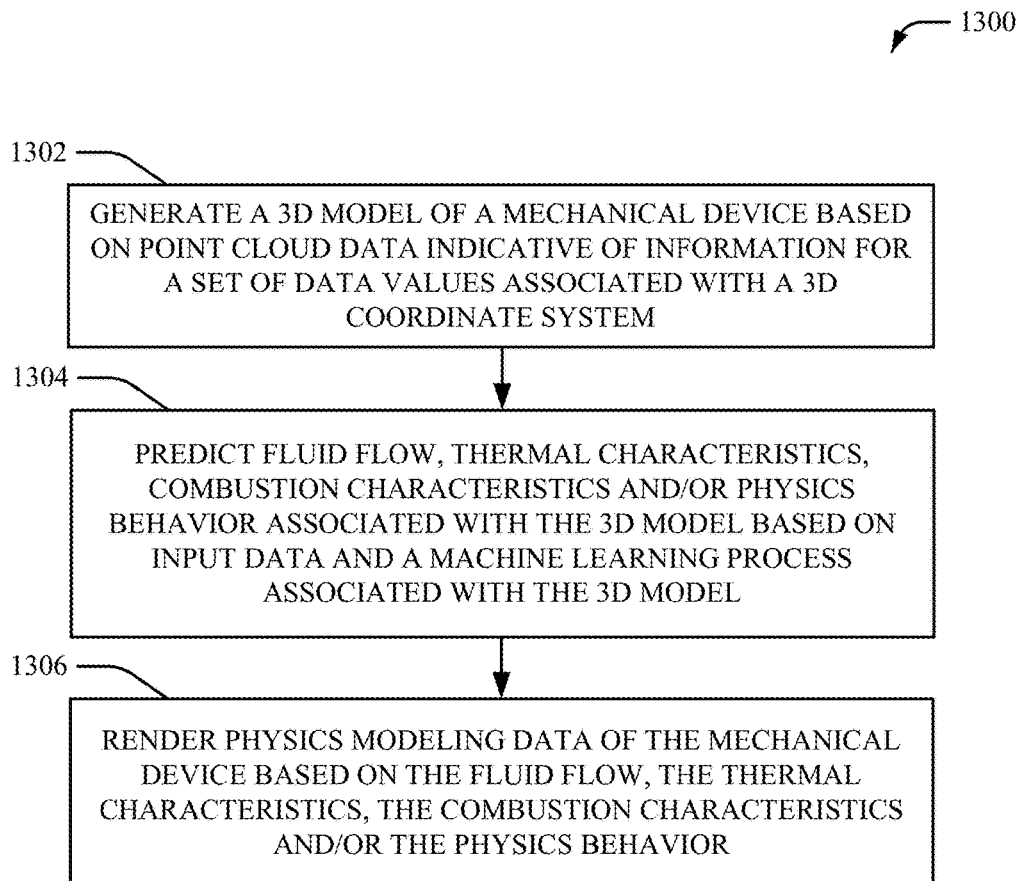 1300
1302
GENERATE A 3D MODEL OF A MECHANICAL DEVICE BASED
ON POINT CLOUD DATA INDICATIVE OF INFORMATION FOR
A SET OF DATA VALUES ASSOCIATED WITH A 3D
COORDINATE SYSTEM
1304
PREDICT FLUID FLOW, THERMAL CHARACTERISTICS,
COMBUSTION CHARACTERISTICS AND/OR PHYSICS
BEHAVIOR ASSOCIATED WITH THE 3D MODEL BASED ON
INPUT DATA AND A MACHINE LEARNING PROCESS
ASSOCIATED WITH THE 3D MODEL
1306
RENDER PHYSICS MODELING DATA OF THE MECHANICAL
DEVICE BASED ON THE FLUID FLOW, THE THERMAL
CHARACTERISTICS, THE COMBUSTION CHARACTERISTICS
AND/OR THE PHYSICS BEHAVIOR